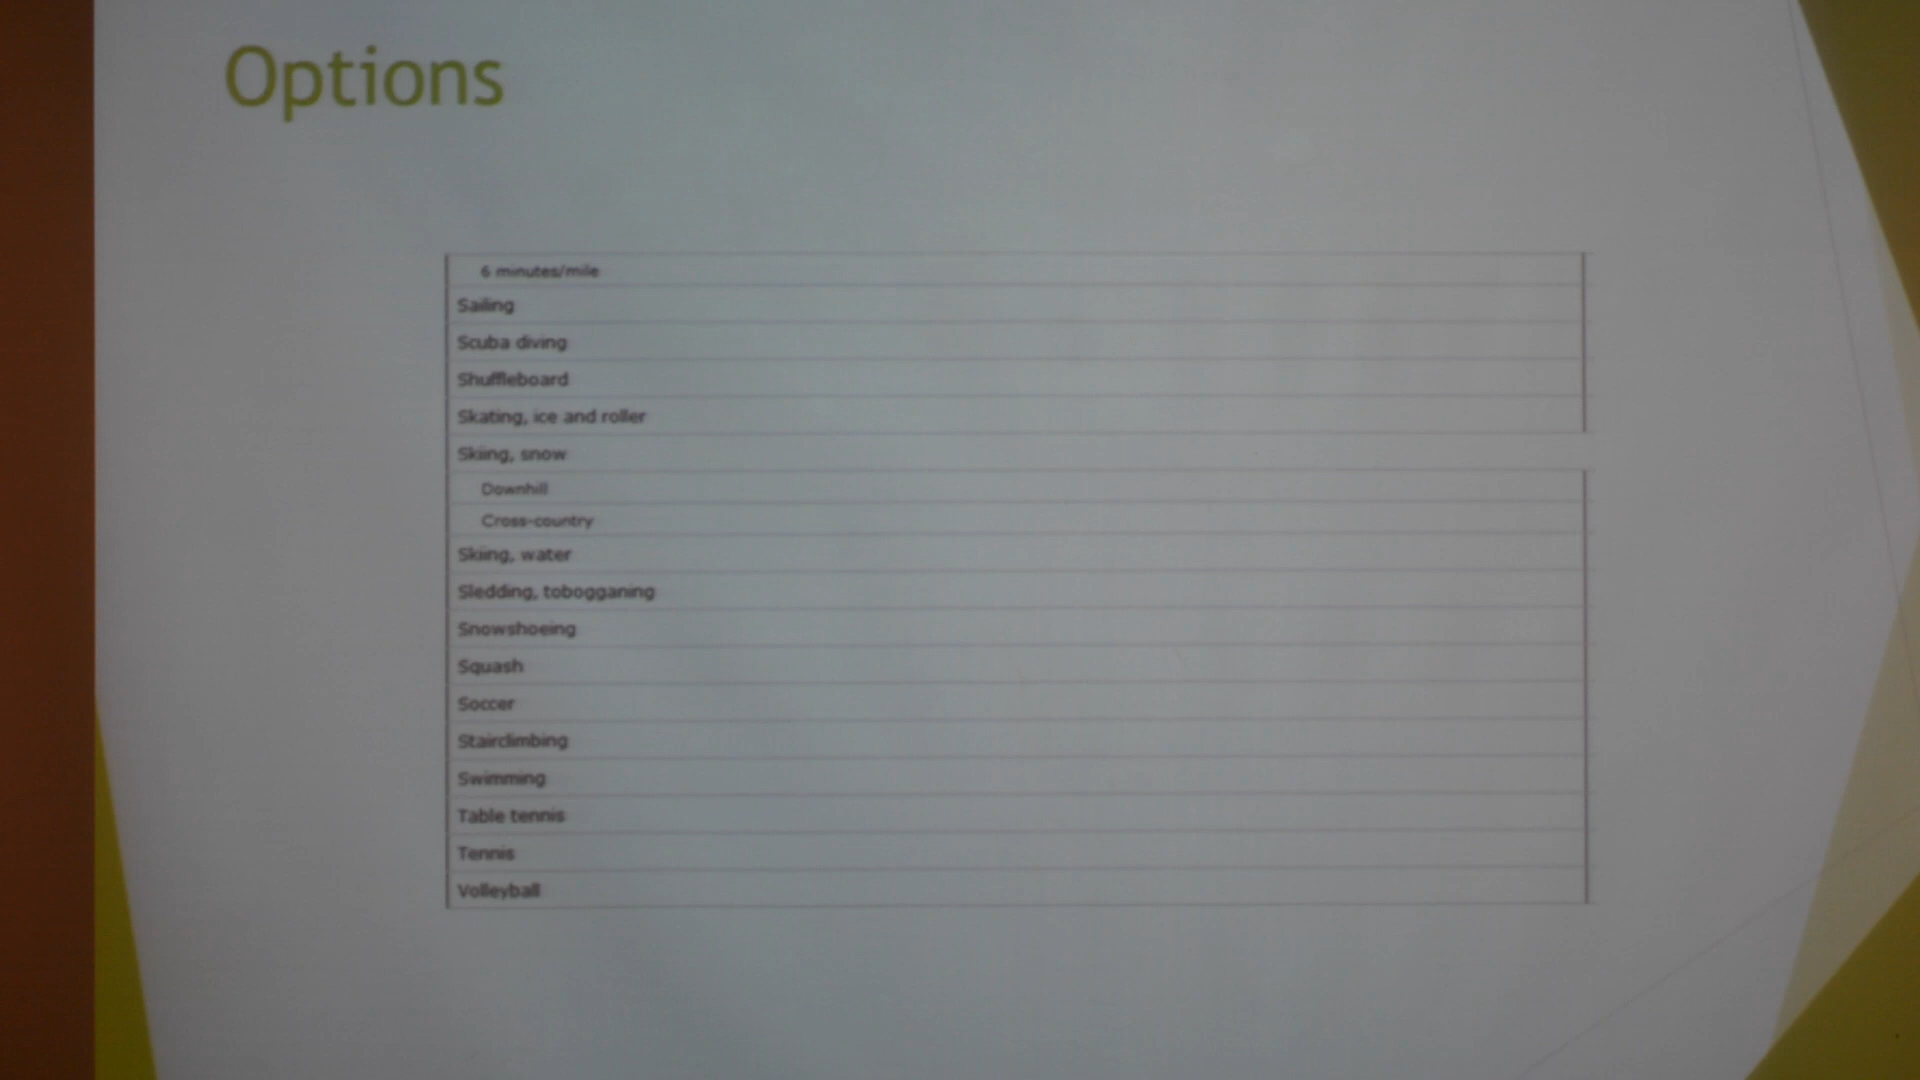 Options
6 minutes/mile
Sailing
Scuba diving
Shuffleboard
Skating, ice and roller
Skiing, snow
Downhill
Cross-country
Skiing, water
Sledding, tobogganing
Snowshoeing
Squash
Soccer
Stairclimbing
Swimming
Table tennis
Tennis
Volleyball